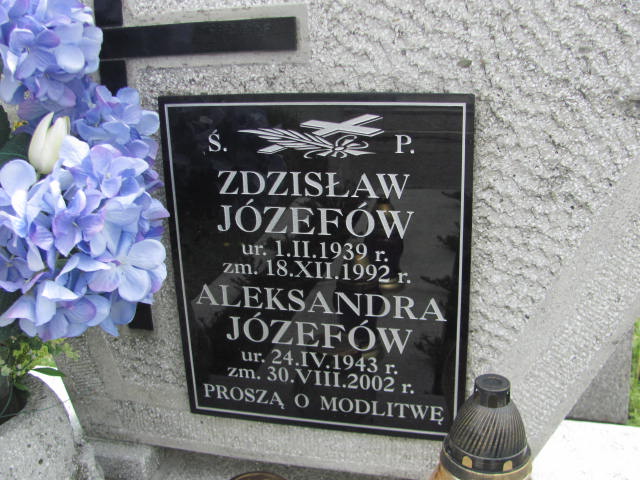 Ś. P.
ZDZISŁAW
JÓZEFÓW
ur. 1.II.1939 r.
zm. 18.XII.1992 r.
ALEKSANDRA
JÓZEFÓW
ur. 24.IV.1943 r.
zm. 30.VIII.2002 r.
PROSZĄ O MODLITWĘ